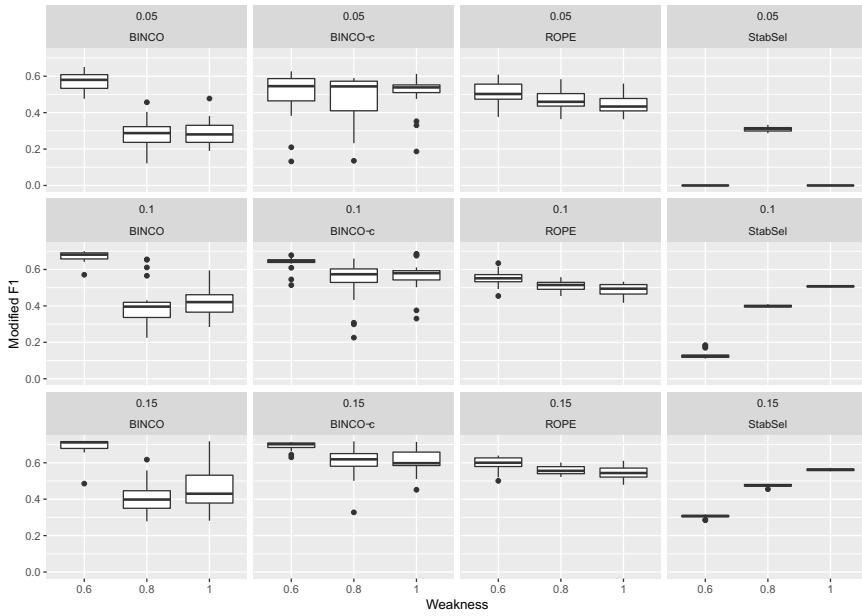 0.05 0.05 0.05 0.05
BINCO BINCO-c ROPE StabSel
0.6
0.4
0.2
0.0
0.1 0.1 0.1 0.1
BINCO BINCO-c ROPE StabSel
0.6
0.4
0.2
0.0
Modified F1
0.15 0.15 0.15 0.15
BINCO BINCO-c ROPE StabSel
0.6
0.4
0.2
0.0
0.6 0.8 1 0.6 0.8 1 0.6 0.8 1 0.6 0.8 1
Weakness